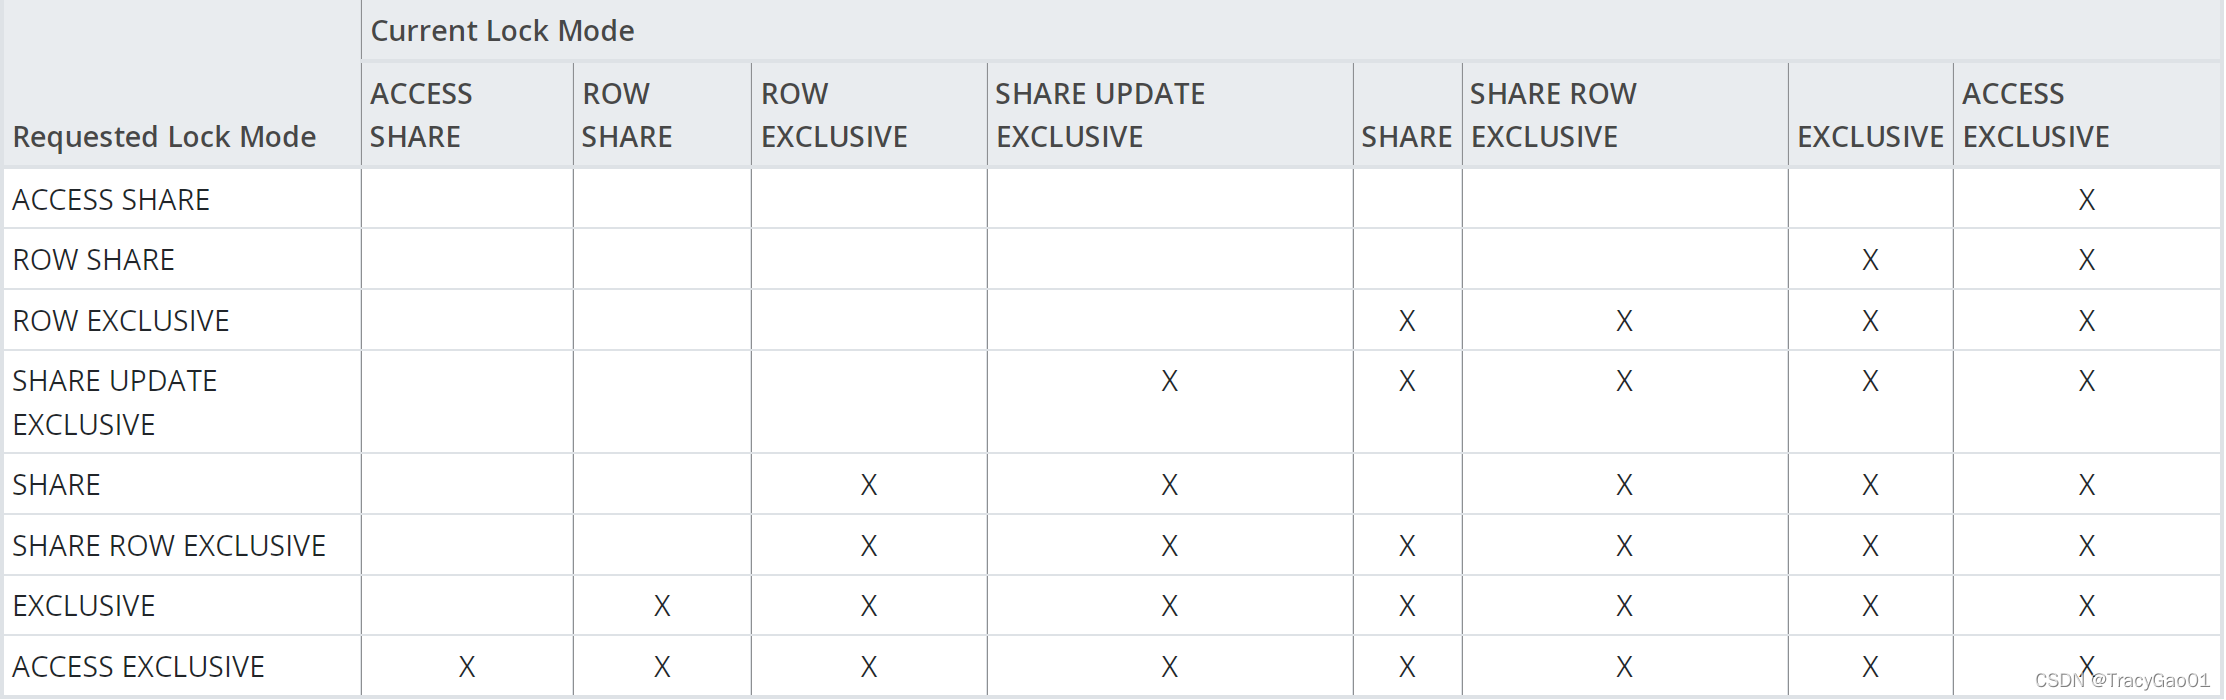 Current Lock Mode
Requested Lock Mode ACCESS SHARE ROW SHARE ROW EXCLUSIVE SHARE UPDATE EXCLUSIVE SHARE SHARE ROW EXCLUSIVE EXCLUSIVE ACCESS EXCLUSIVE
ACCESS SHARE X
ROW SHARE X X
ROW EXCLUSIVE X X X X
SHARE UPDATE EXCLUSIVE X X X X X
SHARE X X X X X
SHARE ROW EXCLUSIVE X X X X X X
EXCLUSIVE X X X X X X X
ACCESS EXCLUSIVE X X X X X X X X
CSDN @TracyGao01